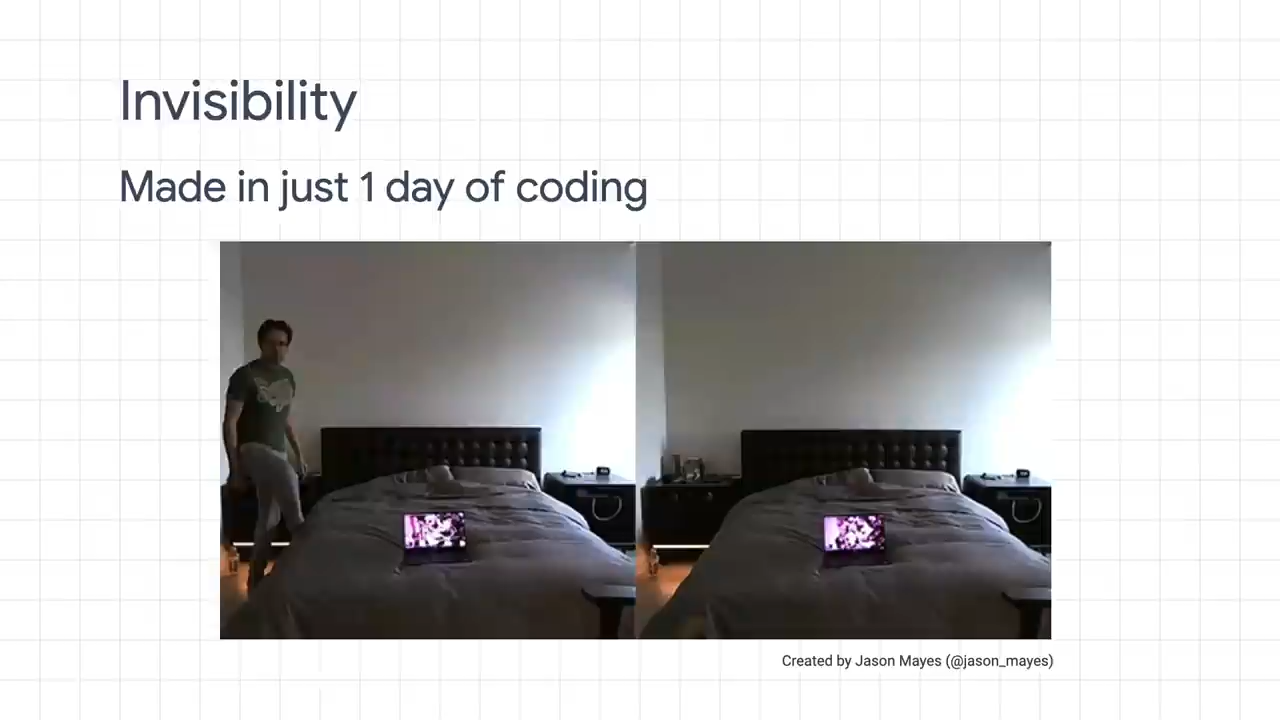 Invisibility
Made in just 1 day of coding
Created by Jason Mayes (@jason_mayes)